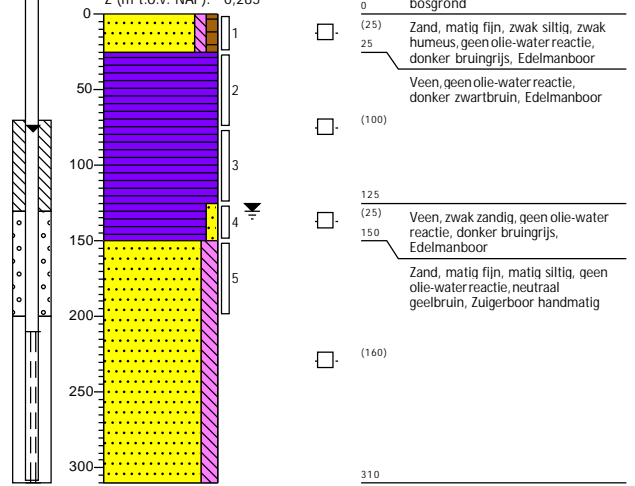 Z (m t.o.v. NAP): -0,285
0
50
100
150
200
250
300
1
2
3
4
5
0
bosgrond
(25)
Zand, matig fijn, zwak siltig, zwak
humeus, geen olie-water reactie,
25
donker bruingrijs, Edelmanboor
Veen, geen olie-water reactie,
donker zwartbruin, Edelmanboor
(100)
125
(25)
Veen, zwak zandig, geen olie-water
150
reactie, donker bruingrijs,
Edelmanboor
Zand, matig fijn, matig siltig, geen
olie-water reactie, neutraal
geelbruin, Zuigerboor handmatig
(160)
310